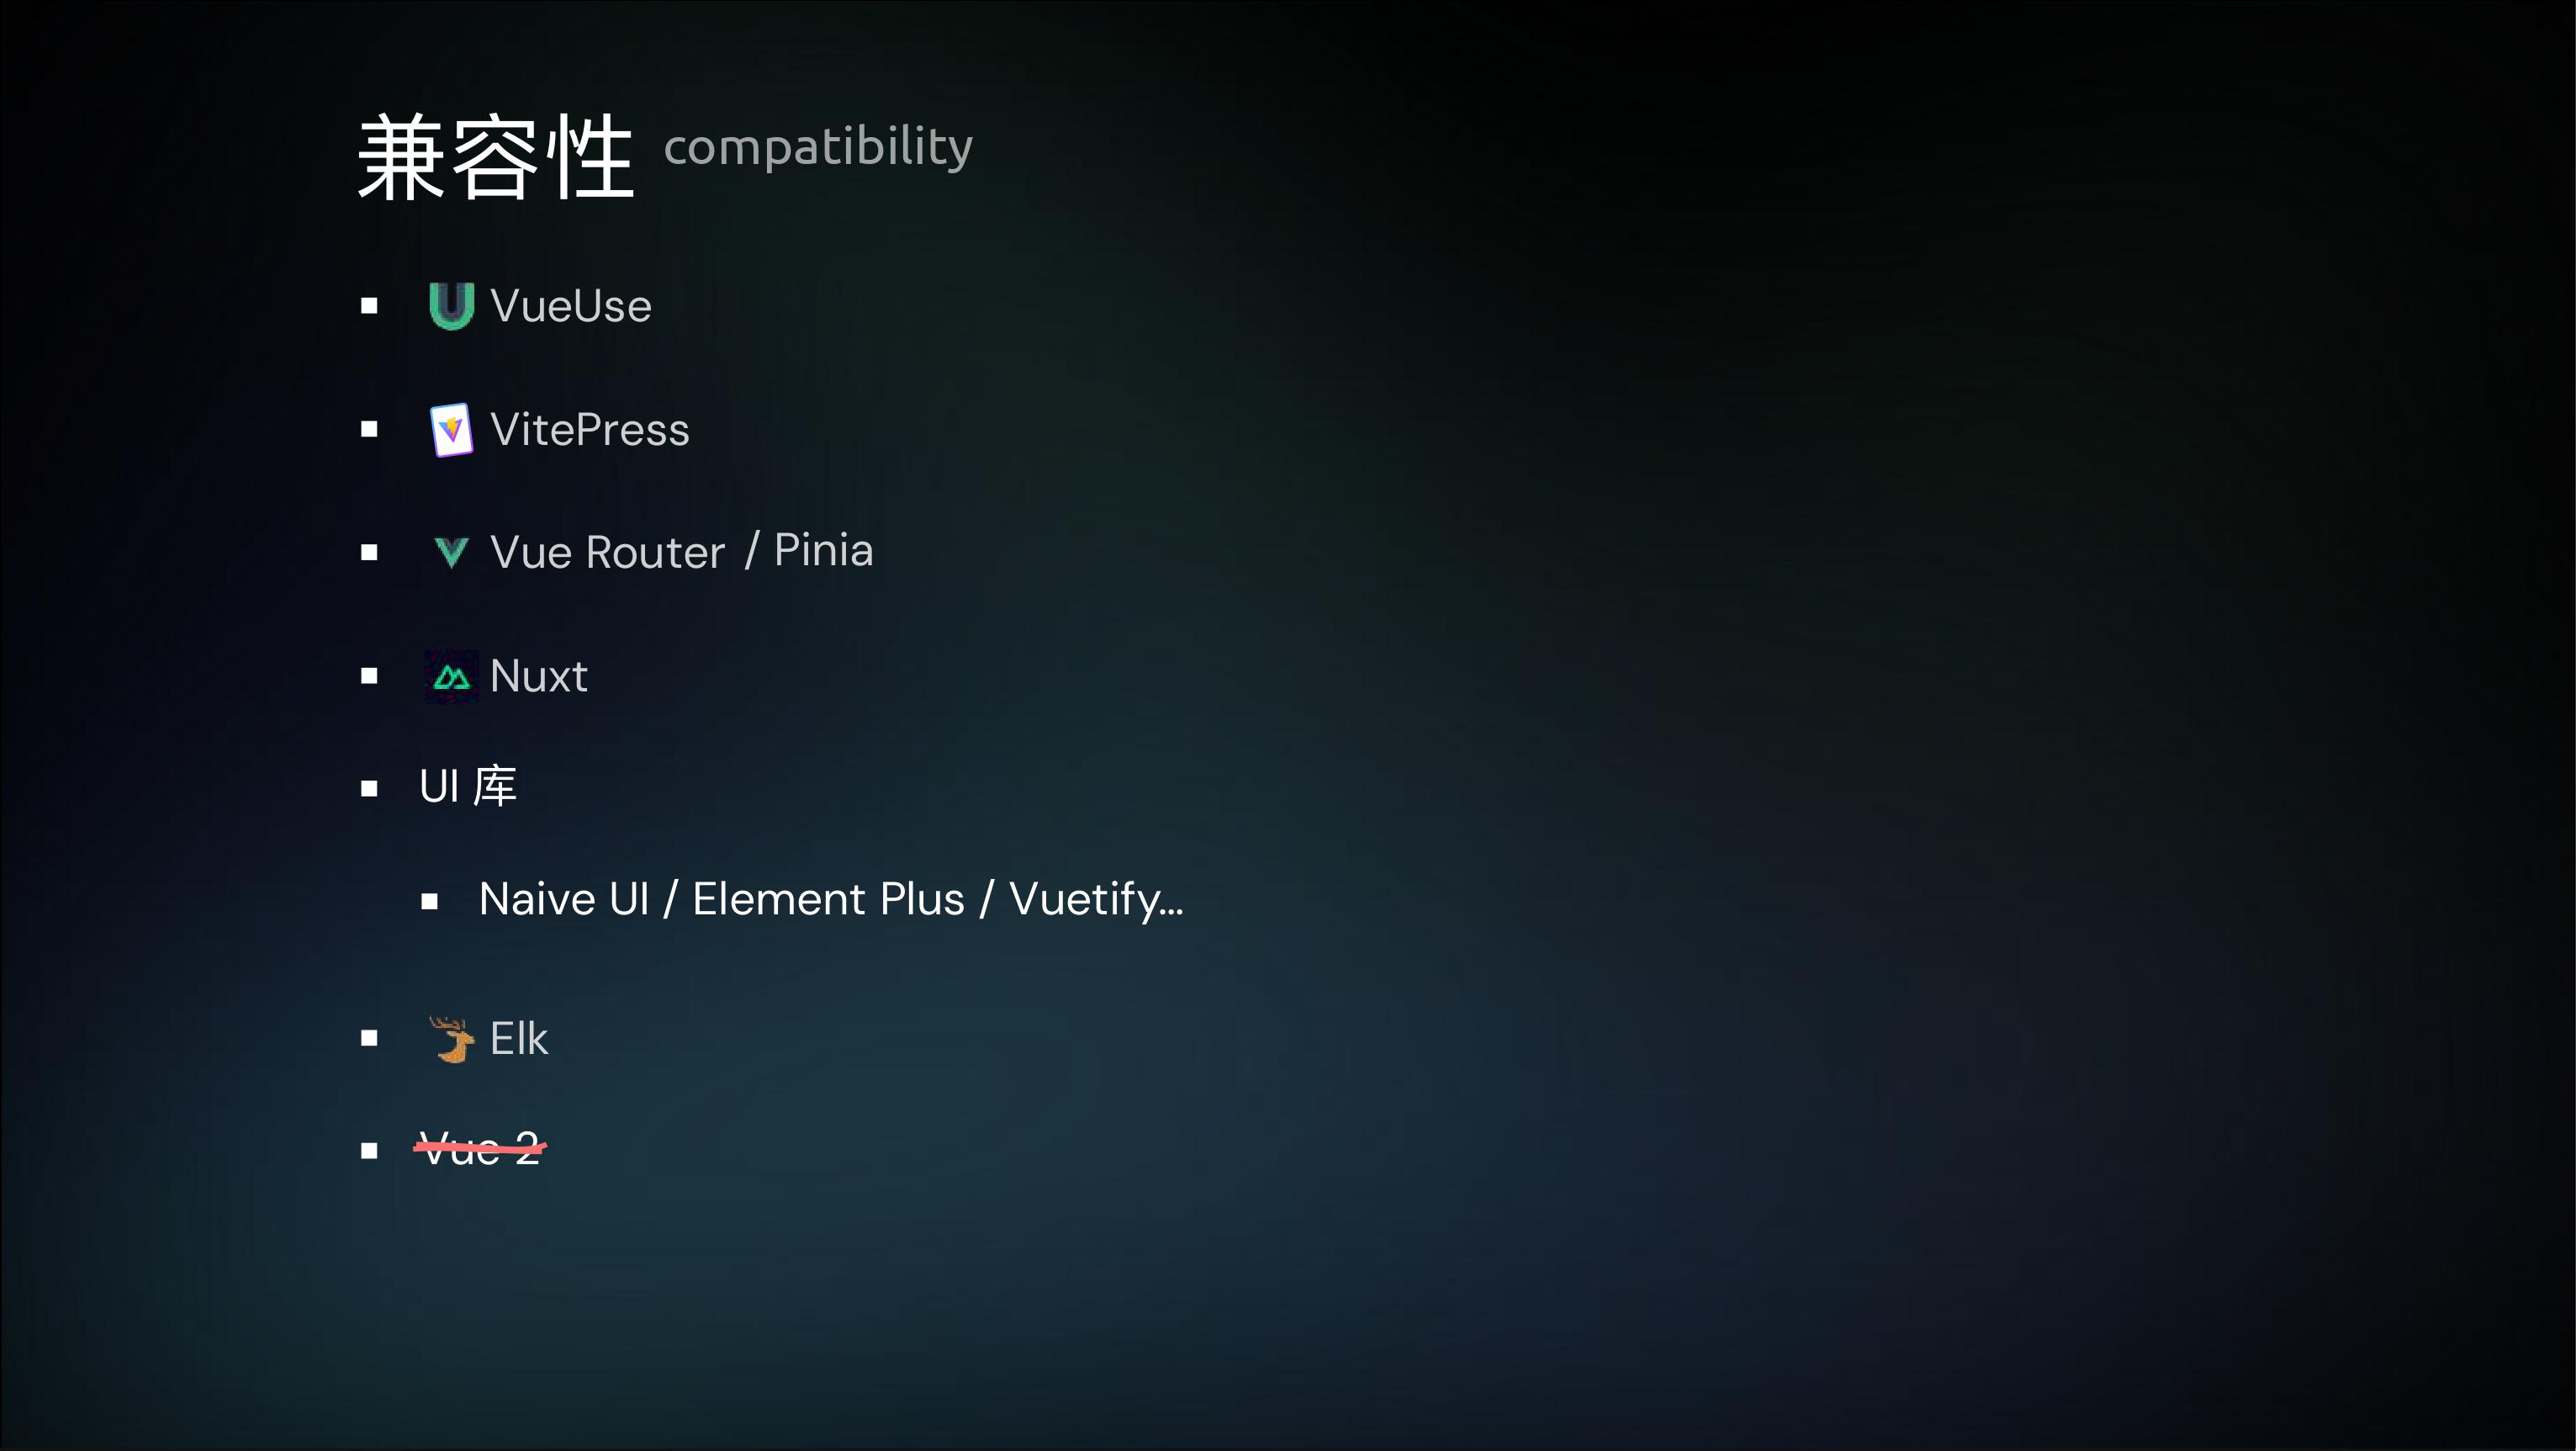 兼容性 compatibility
VueUse
VitePress
Vue Router / Pinia
Nuxt
UI 库
Naive UI / Element Plus / Vuetify...
Elk
Vue 2